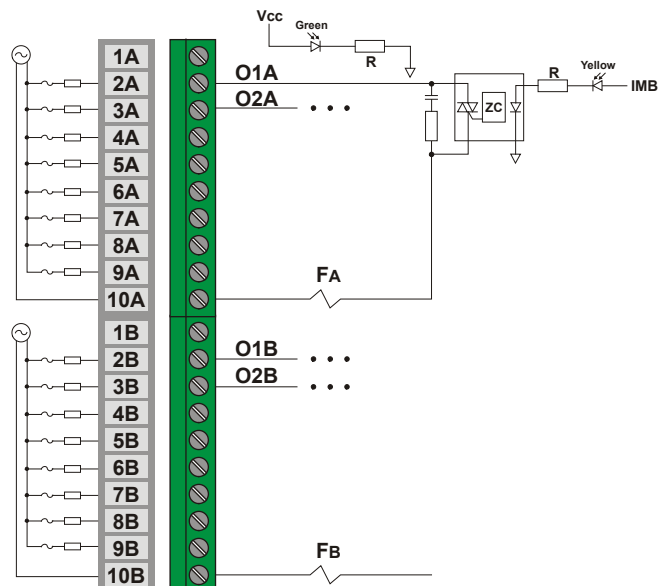 Vcc
Green
R
1A
2A
O1A
R
Yellow
IMB
3A
O2A
• • •
ZC
4A
5A
6A
7A
8A
9A
10A
FA
1B
2B
O1B
• • •
3B
O2B
• • •
4B
5B
6B
7B
8B
9B
10B
FB